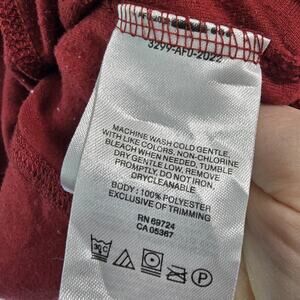 3299-AFU-2022
MACHINE WASH COLD GENTLE,
WITH LIKE COLORS. NON-CHLORINE
BLEACH WHEN NEEDED. TUMBLE
DRY GENTLE LOW. REMOVE
PROMPTLY. DO NOT IRON.
DRYCLEANABLE.
BODY: 100% POLYESTER
EXCLUSIVE OF TRIMMING
RN 69724
CA 05367
P